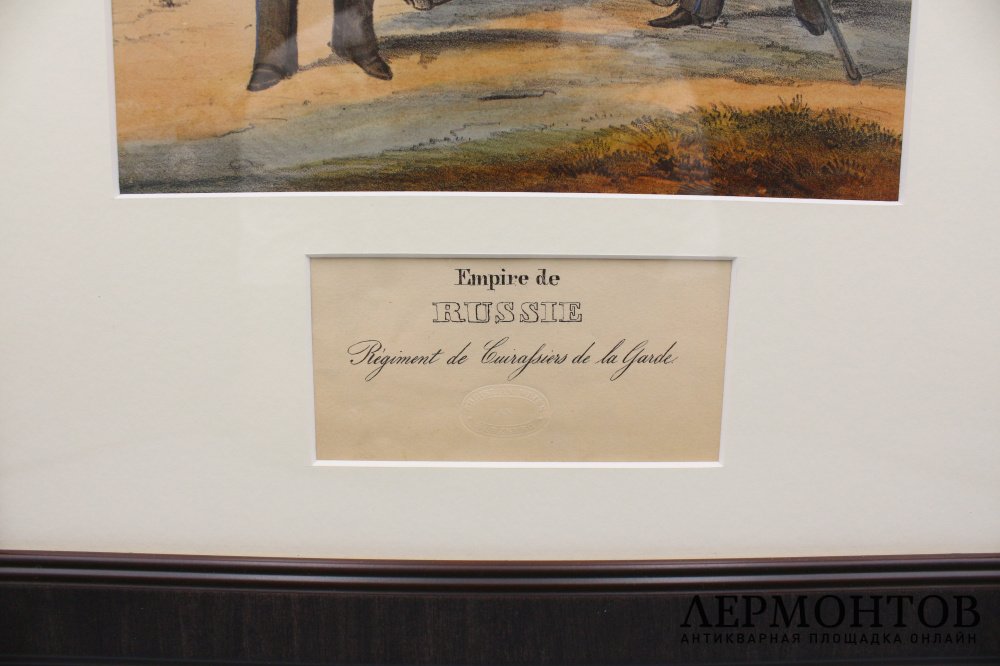 Empire de
RUSSIE
Régiment de Cuiraſsiers de la Garde.
ЛЕРМОНТОВ
АНТИКВАРНАЯ ПЛОЩАДКА ОНЛАЙН